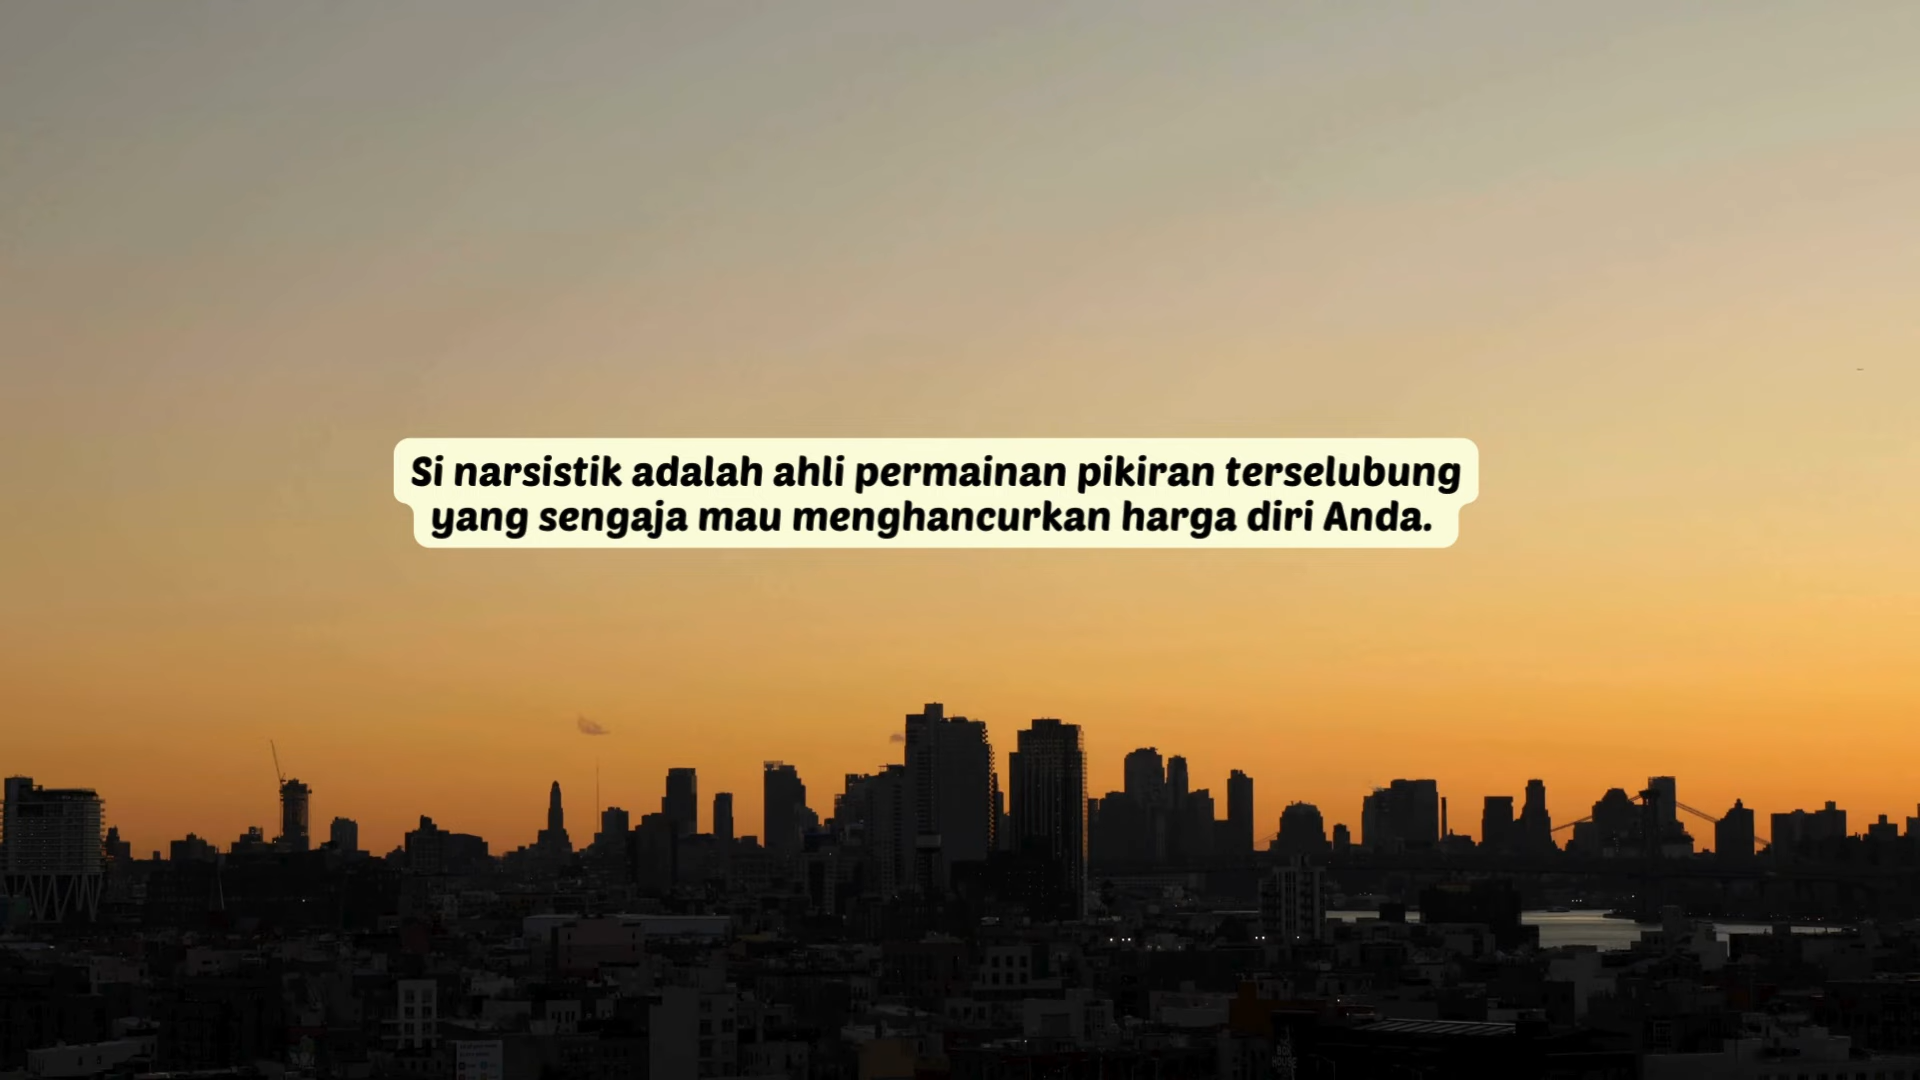 Si narsistik adalah ahli permainan pikiran terselubung
yang sengaja mau menghancurkan harga diri Anda.